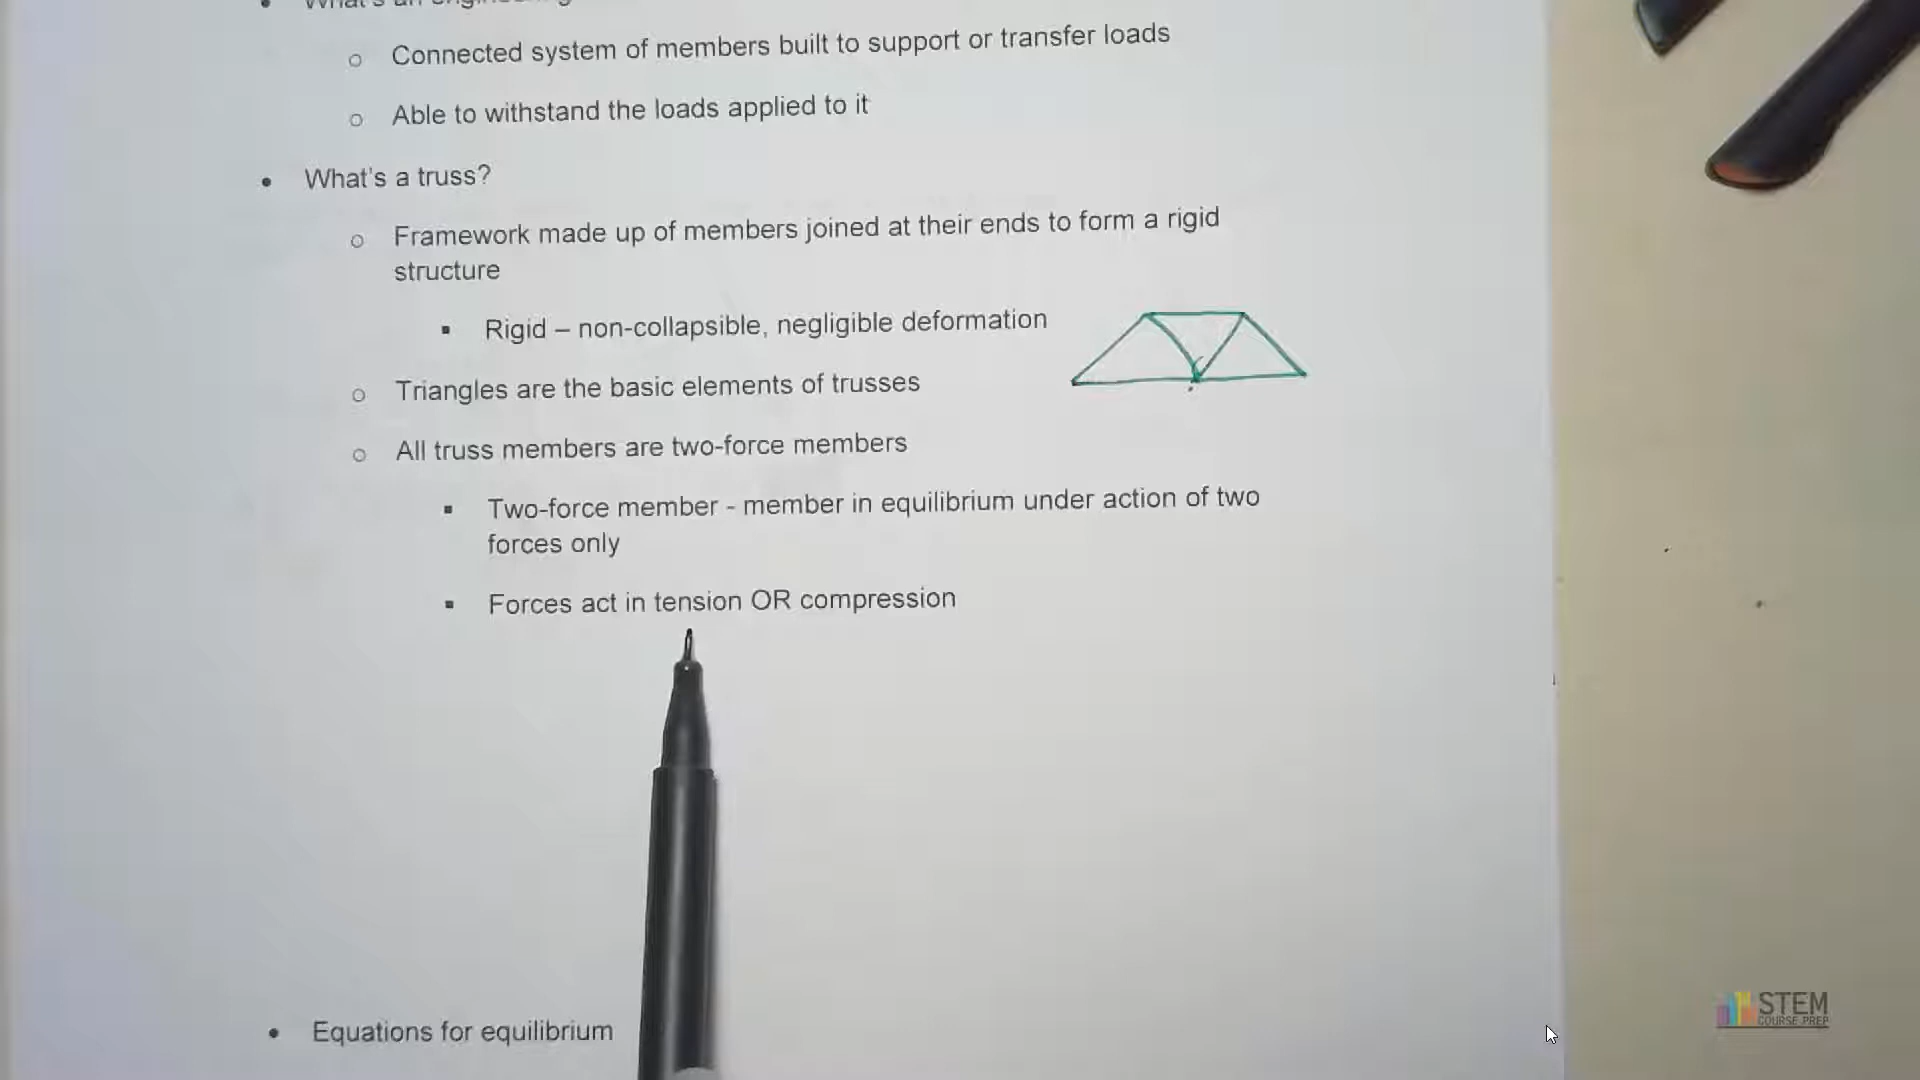 What's an engineering
o Connected system of members built to support or transfer loads
o Able to withstand the loads applied to it
• What's a truss?
o Framework made up of members joined at their ends to form a rigid
structure
▪ Rigid – non-collapsible, negligible deformation
o Triangles are the basic elements of trusses
o All truss members are two-force members
▪ Two-force member - member in equilibrium under action of two
forces only
▪ Forces act in tension OR compression
• Equations for equilibrium
STEM
COURSE PREP